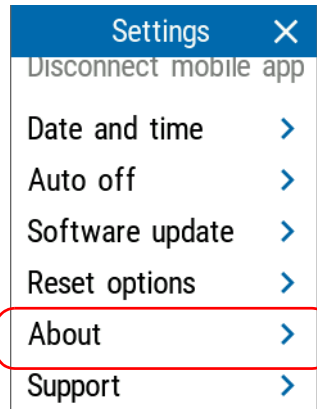 Settings
Disconnect mobile app
Date and time
Auto off
Software update
Reset options
About
Support